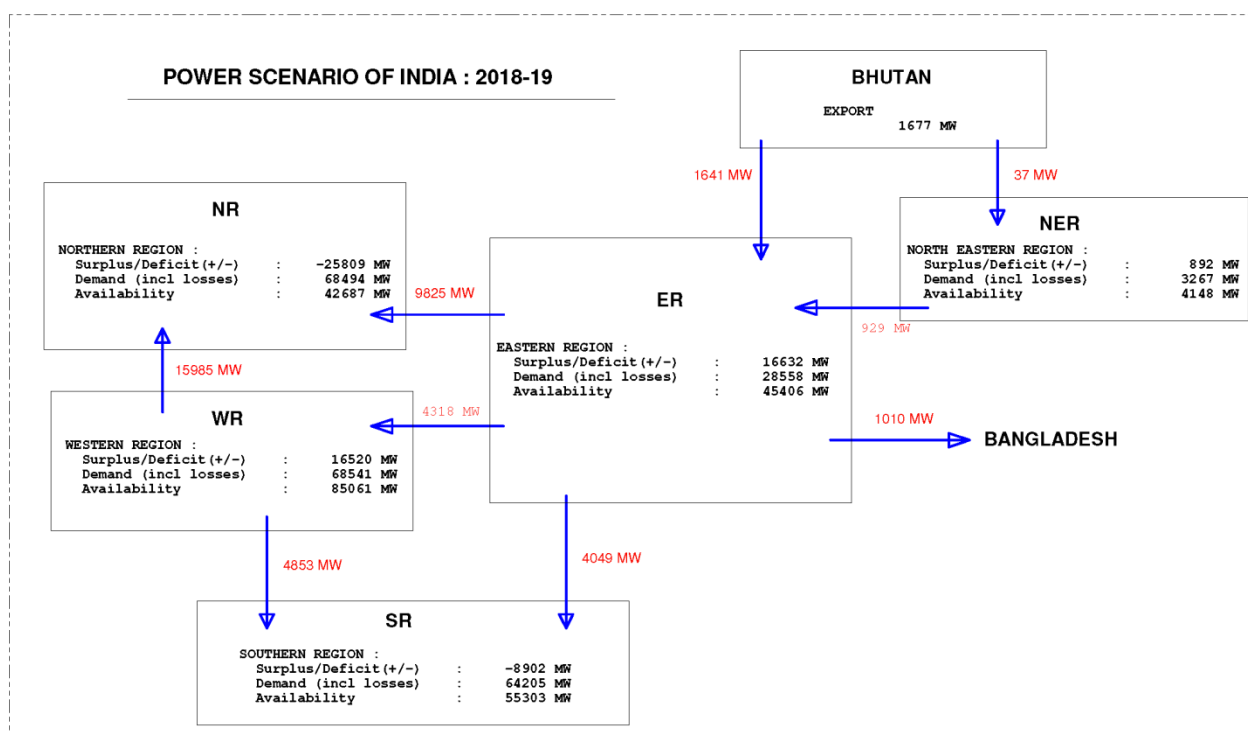 POWER SCENARIO OF INDIA : 2018-19
BHUTAN
EXPORT
1677 MW
1641 MW
37 MW
NR
NORTHERN REGION :
Surplus/Deficit(+/-) : -25809 MW
Demand (incl losses) : 68494 MW
Availability : 42687 MW
NER
NORTH EASTERN REGION :
Surplus/Deficit(+/-) : 892 MW
Demand (incl losses) : 3267 MW
Availability : 4148 MW
9825 MW
929 MW
ER
EASTERN REGION :
Surplus/Deficit(+/-) : 16632 MW
Demand (incl losses) : 28558 MW
Availability : 45406 MW
15985 MW
4318 MW
1010 MW
BANGLADESH
WR
WESTERN REGION :
Surplus/Deficit(+/-) : 16520 MW
Demand (incl losses) : 68541 MW
Availability : 85061 MW
4853 MW
4049 MW
SR
SOUTHERN REGION :
Surplus/Deficit(+/-) : -8902 MW
Demand (incl losses) : 64205 MW
Availability : 55303 MW